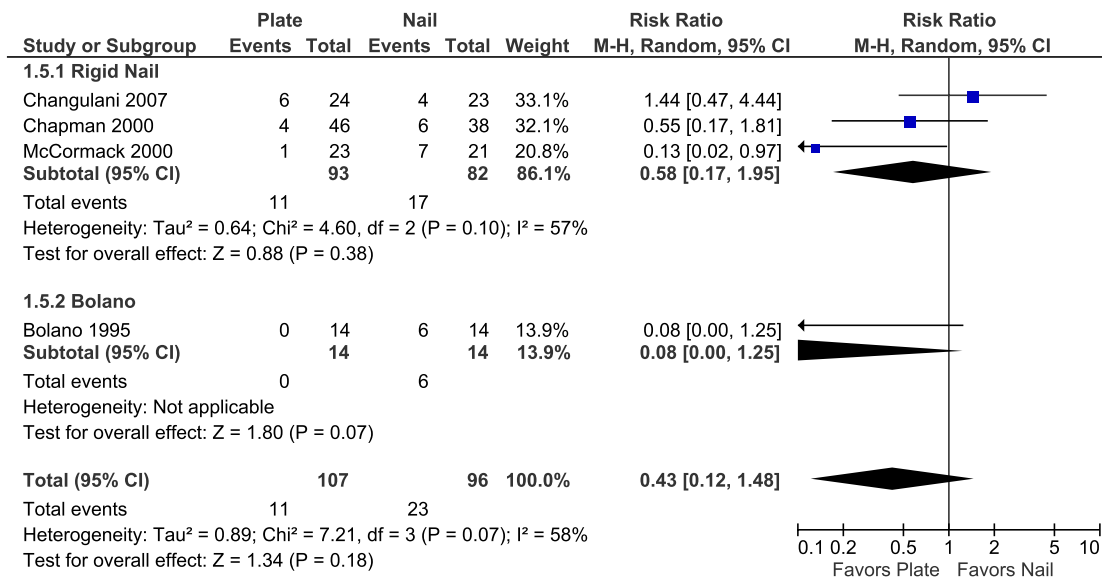 Plate Nail Risk Ratio Risk Ratio
Study or Subgroup Events Total Events Total Weight M-H, Random, 95% CI M-H, Random, 95% CI
1.5.1 Rigid Nail
Changulani 2007 6 24 4 23 33.1% 1.44 [0.47, 4.44]
Chapman 2000 4 46 6 38 32.1% 0.55 [0.17, 1.81]
McCormack 2000 1 23 7 21 20.8% 0.13 [0.02, 0.97]
Subtotal (95% CI) 93 82 86.1% 0.58 [0.17, 1.95]
Total events 11 17
Heterogeneity: Tau² = 0.64; Chi² = 4.60, df = 2 (P = 0.10); I² = 57%
Test for overall effect: Z = 0.88 (P = 0.38)
1.5.2 Bolano
Bolano 1995 0 14 6 14 13.9% 0.08 [0.00, 1.25]
Subtotal (95% CI) 14 14 13.9% 0.08 [0.00, 1.25]
Total events 0 6
Heterogeneity: Not applicable
Test for overall effect: Z = 1.80 (P = 0.07)
Total (95% CI) 107 96 100.0% 0.43 [0.12, 1.48]
Total events 11 23
Heterogeneity: Tau² = 0.89; Chi² = 7.21, df = 3 (P = 0.07); I² = 58%
Test for overall effect: Z = 1.34 (P = 0.18)
0.1 0.2 0.5 1 2 5 10
Favors Plate Favors Nail